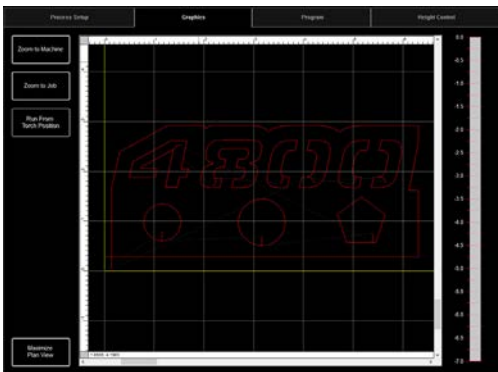 Process Setup
Graphics
Program
Height Control
Zoom to Machine
Zoom to Job
Run From
Torch Position
Maximize
Plan View
4800
0.0
-0.5
-1.0
-1.5
-2.0
-2.5
-3.0
-3.5
-4.0
-4.5
-5.0
-5.5
-6.0
-6.5
-7.0